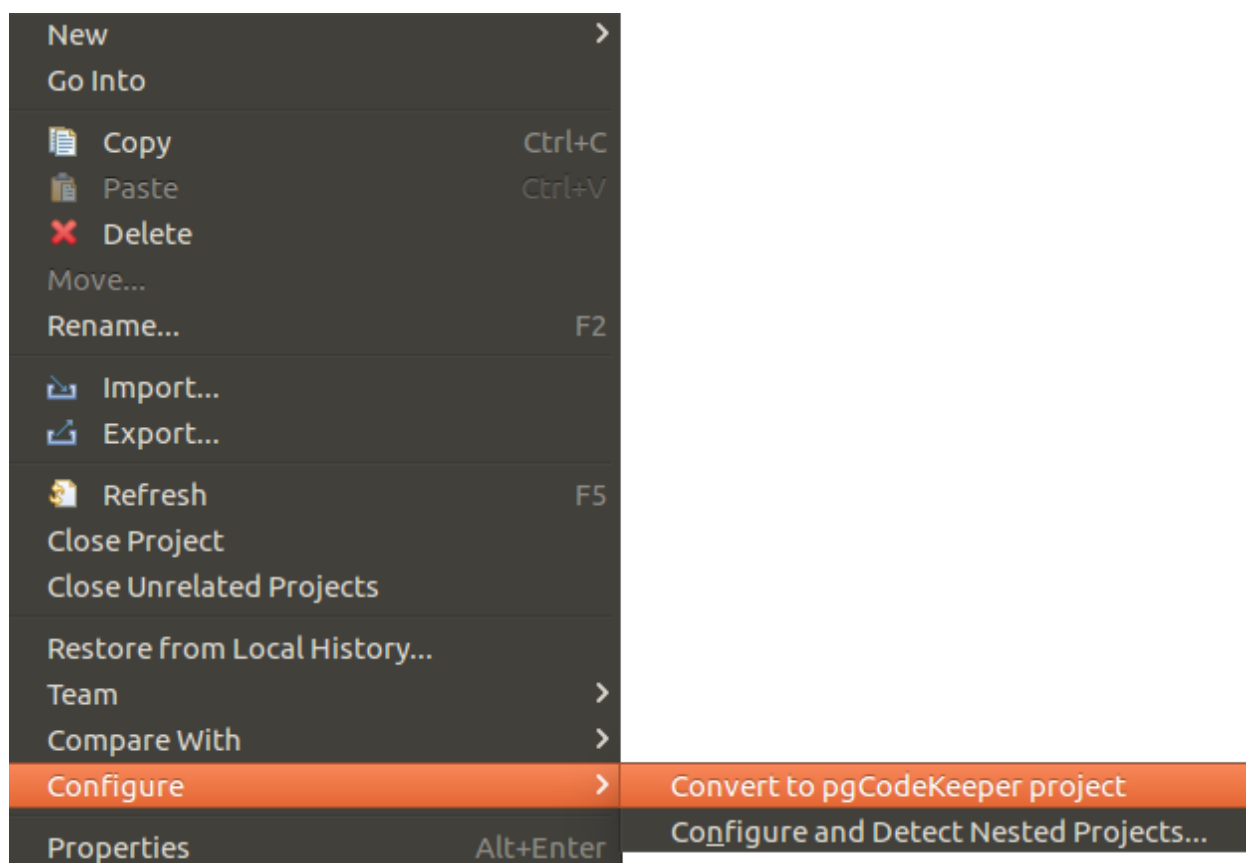 New
Go Into
Copy Ctrl+C
Paste Ctrl+V
Delete
Move...
Rename... F2
Import...
Export...
Refresh F5
Close Project
Close Unrelated Projects
Restore from Local History...
Team
Compare With
Configure
Convert to pgCodeKeeper project
Configure and Detect Nested Projects...
Properties Alt+Enter